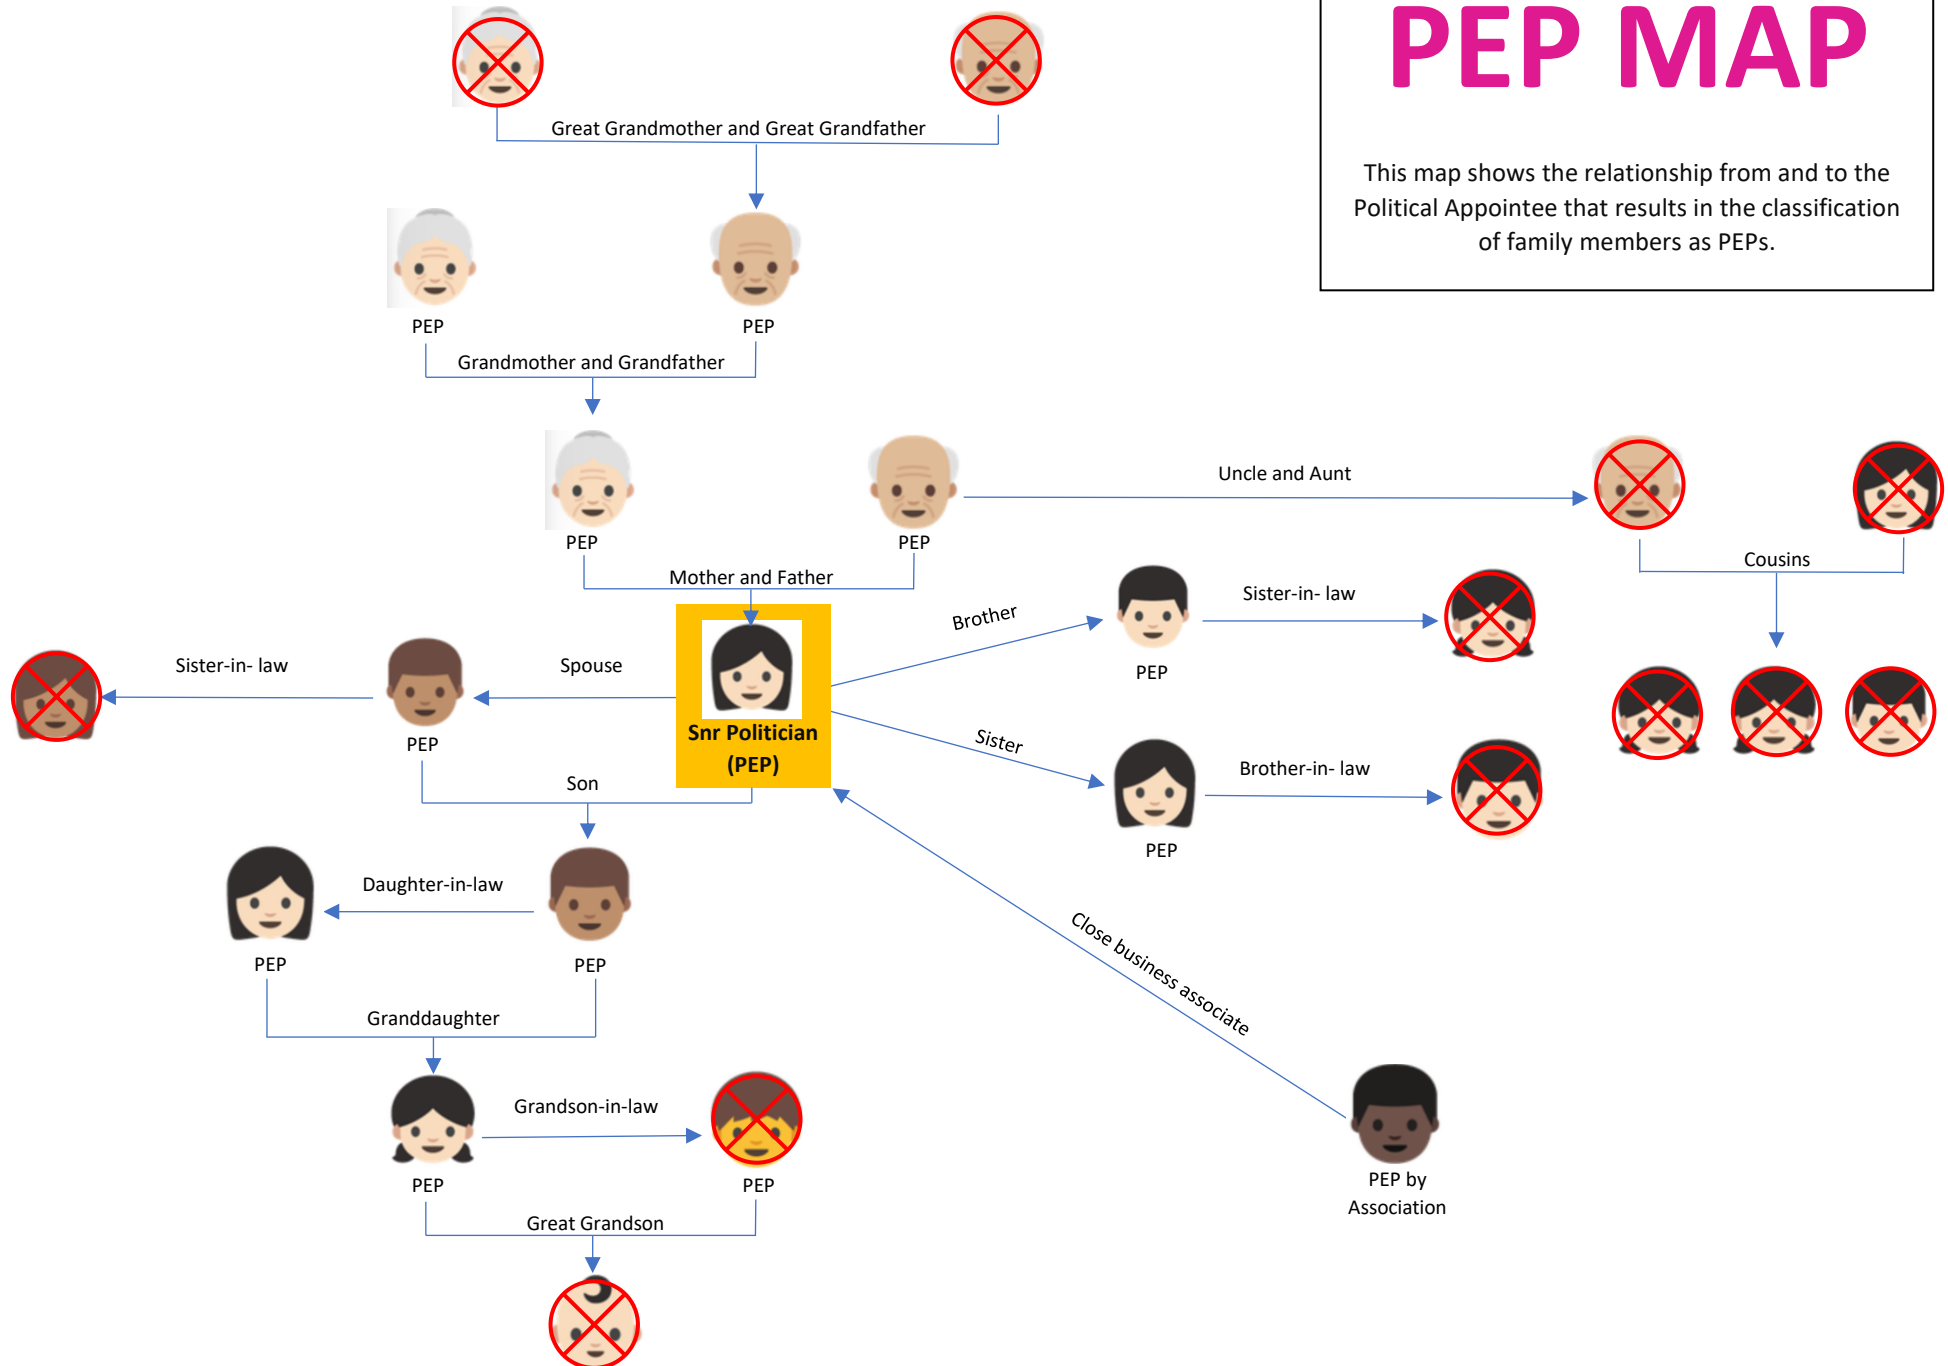 PEP MAP
This map shows the relationship from and to the
Political Appointee that results in the classification
of family members as PEPs.
Great Grandmother and Great Grandfather
PEP
PEP
Grandmother and Grandfather
PEP
PEP
Uncle and Aunt
Mother and Father
Cousins
Brother
Sister-in- law
PEP
Sister-in- law
Spouse
PEP
Snr Politician
(PEP)
Sister
Brother-in- law
PEP
Son
Daughter-in-law
PEP
PEP
Close business associate
Granddaughter
Grandson-in-law
PEP
PEP
PEP by
Association
Great Grandson